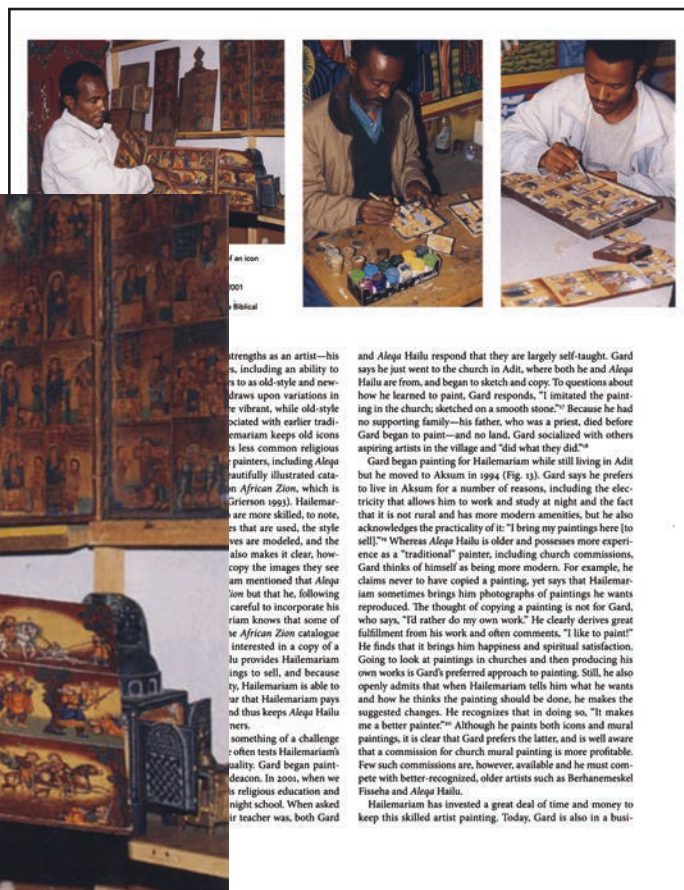 of an icon
2001
Biblical
strengths as an artist—his
es, including an ability to
rs to as old-style and new-
draws upon variations in
re vibrant, while old-style
ociated with earlier tradi-
emariam keeps old icons
ts less common religious
painters, including Aleqa
eautifully illustrated cata-
on African Zion, which is
Grierson 1993). Hailemar-
are more skilled, to note,
es that are used, the style
ves are modeled, and the
also makes it clear, how-
copy the images they see
am mentioned that Aleqa
Zion but that he, following
careful to incorporate his
riam knows that some of
he African Zion catalogue
interested in a copy of a
lu provides Hailemariam
ings to sell, and because
ty, Hailemariam is able to
ear that Hailemariam pays
nd thus keeps Aleqa Hailu
mers.
something of a challenge
e often tests Hailemariam's
uality. Gard began paint-
deacon. In 2001, when we
is religious education and
night school. When asked
ir teacher was, both Gard
and Aleqa Hailu respond that they are largely self-taught. Gard
says he just went to the church in Adit, where both he and Aleqa
Hailu are from, and began to sketch and copy. To questions about
how he learned to paint, Gard responds, "I imitated the paint-
ing in the church; sketched on a smooth stone."¹⁷ Because he had
no supporting family—his father, who was a priest, died before
Gard began to paint—and no land, Gard socialized with others
aspiring artists in the village and "did what they did."¹⁸
Gard began painting for Hailemariam while still living in Adit
but he moved to Aksum in 1994 (Fig. 13). Gard says he prefers
to live in Aksum for a number of reasons, including the elec-
tricity that allows him to work and study at night and the fact
that it is not rural and has more modern amenities, but he also
acknowledges the practicality of it: "I bring my paintings here [to
sell]."¹⁹ Whereas Aleqa Hailu is older and possesses more experi-
ence as a "traditional" painter, including church commissions,
Gard thinks of himself as being more modern. For example, he
claims never to have copied a painting, yet says that Hailemar-
iam sometimes brings him photographs of paintings he wants
reproduced. The thought of copying a painting is not for Gard,
who says, "I'd rather do my own work." He clearly derives great
fulfillment from his work and often comments, "I like to paint!"
He finds that it brings him happiness and spiritual satisfaction.
Going to look at paintings in churches and then producing his
own works is Gard's preferred approach to painting. Still, he also
openly admits that when Hailemariam tells him what he wants
and how he thinks the painting should be done, he makes the
suggested changes. He recognizes that in doing so, "It makes
me a better painter."²⁰ Although he paints both icons and mural
paintings, it is clear that Gard prefers the latter, and is well aware
that a commission for church mural painting is more profitable.
Few such commissions are, however, available and he must com-
pete with better-recognized, older artists such as Berhanemeskel
Fisseha and Aleqa Hailu.
Hailemariam has invested a great deal of time and money to
keep this skilled artist painting. Today, Gard is also in a busi-